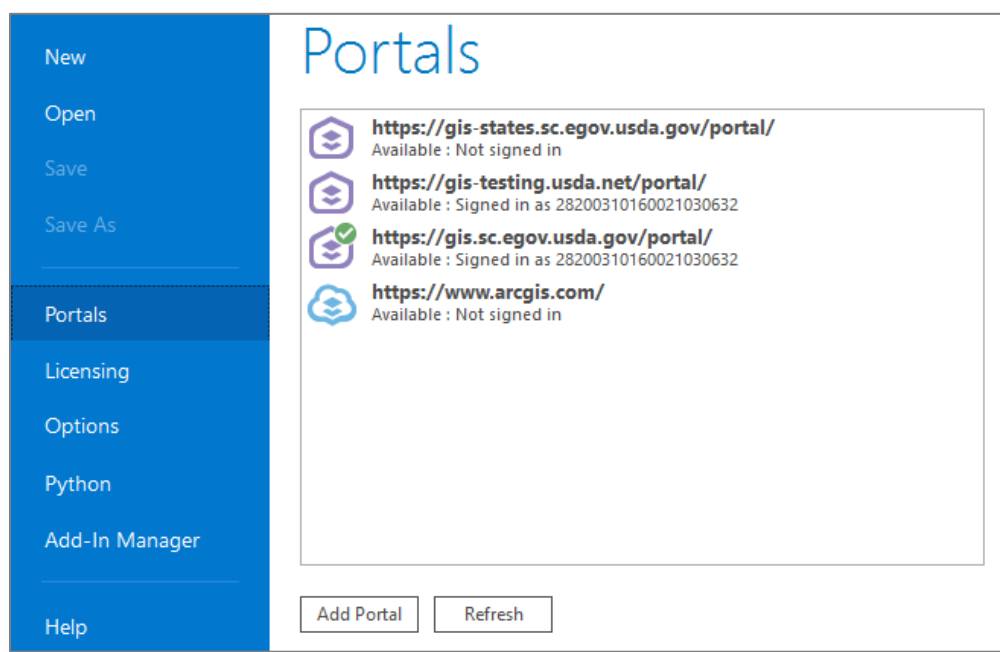 New
Open
Save
Save As
Portals
Licensing
Options
Python
Add-In Manager
Help
Portals
https://gis-states.sc.egov.usda.gov/portal/
Available : Not signed in
https://gis-testing.usda.net/portal/
Available : Signed in as 28200310160021030632
https://gis.sc.egov.usda.gov/portal/
Available : Signed in as 28200310160021030632
https://www.arcgis.com/
Available : Not signed in
Add Portal
Refresh